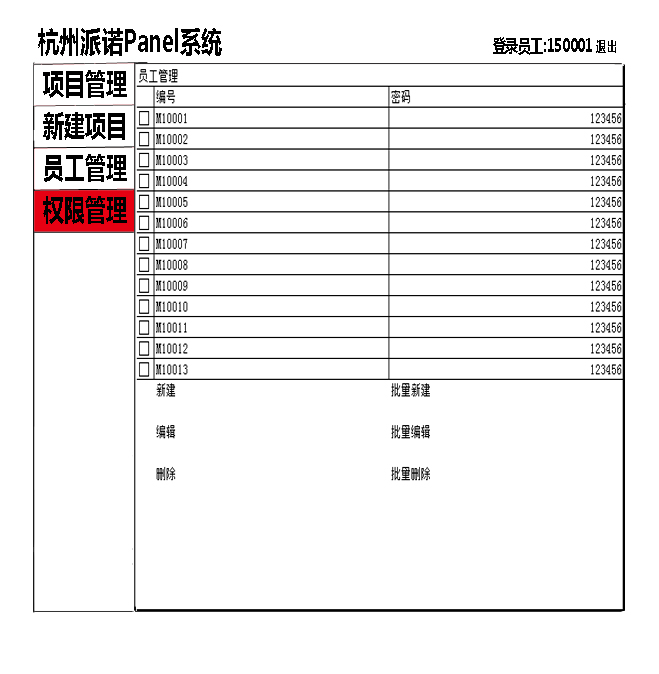 杭州派诺Panel系统
登录员工:150001 退出
项目管理
新建项目
员工管理
权限管理
员工管理
编号 密码
M10001 123456
M10002 123456
M10003 123456
M10004 123456
M10005 123456
M10006 123456
M10007 123456
M10008 123456
M10009 123456
M10010 123456
M10011 123456
M10012 123456
M10013 123456
新建 批量新建
编辑 批量编辑
删除 批量删除